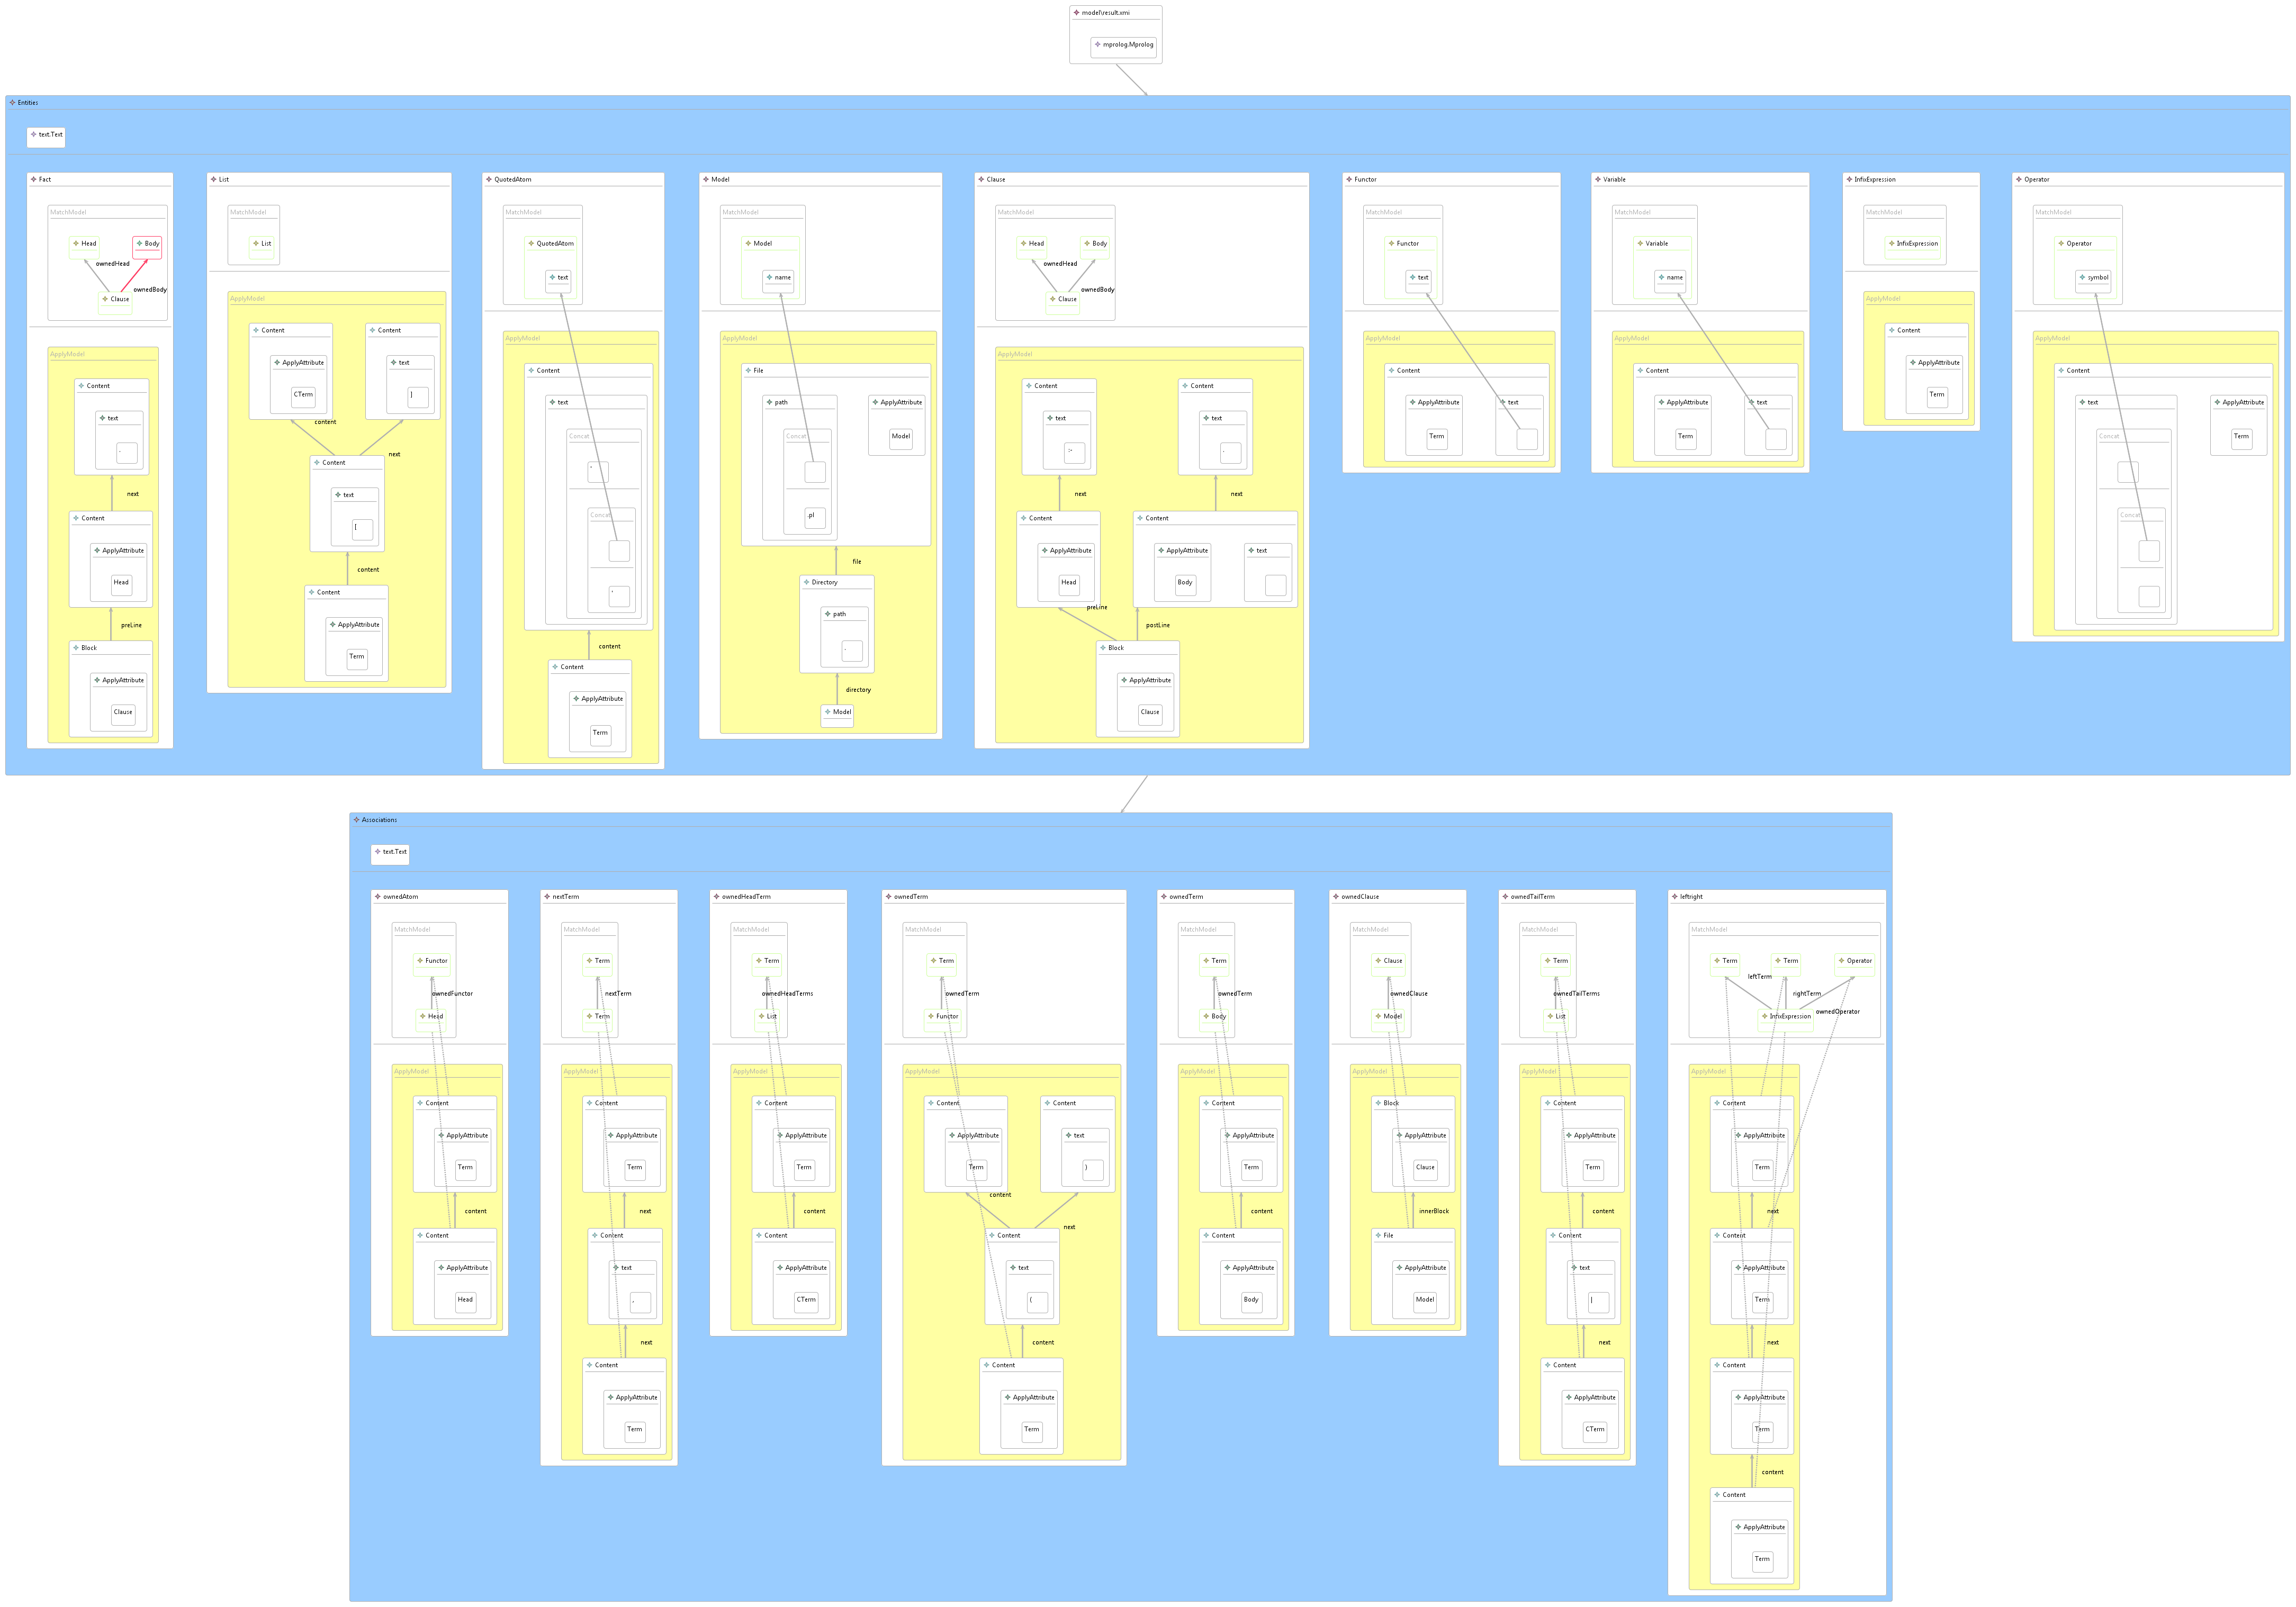 model\result.xmi
mprolog.Mprolog
Entities
text.Text
Fact
MatchModel
Head
Body
ownedHead
ownedBody
Clause
ApplyModel
Content
text
.
next
Content
ApplyAttribute
Head
preLine
Block
ApplyAttribute
Clause
List
MatchModel
List
ApplyModel
Content
ApplyAttribute
CTerm
Content
text
]
content
next
Content
text
[
content
Content
ApplyAttribute
Term
QuotedAtom
MatchModel
QuotedAtom
text
ApplyModel
Content
text
Concat
'
Concat
'
content
Content
ApplyAttribute
Term
Model
MatchModel
Model
name
ApplyModel
File
path
Concat
.pl
ApplyAttribute
Model
file
Directory
path
.
directory
Model
Clause
MatchModel
Head
Body
ownedHead
ownedBody
Clause
ApplyModel
Content
text
:-
Content
text
.
next
next
Content
ApplyAttribute
Head
Content
ApplyAttribute
Body
text
preLine
postLine
Block
ApplyAttribute
Clause
Functor
MatchModel
Functor
text
ApplyModel
Content
ApplyAttribute
Term
text
Variable
MatchModel
Variable
name
ApplyModel
Content
ApplyAttribute
Term
text
InfixExpression
MatchModel
InfixExpression
ApplyModel
Content
ApplyAttribute
Term
Operator
MatchModel
Operator
symbol
ApplyModel
Content
text
Concat
Concat
ApplyAttribute
Term
Associations
text.Text
ownedAtom
MatchModel
Functor
ownedFunctor
Head
ApplyModel
Content
ApplyAttribute
Term
content
Content
ApplyAttribute
Head
nextTerm
MatchModel
Term
nextTerm
Term
ApplyModel
Content
ApplyAttribute
Term
next
Content
text
,
next
Content
ApplyAttribute
Term
ownedHeadTerm
MatchModel
Term
ownedHeadTerms
List
ApplyModel
Content
ApplyAttribute
Term
content
Content
ApplyAttribute
CTerm
ownedTerm
MatchModel
Term
ownedTerm
Functor
ApplyModel
Content
ApplyAttribute
Term
Content
text
)
content
next
Content
text
(
content
Content
ApplyAttribute
Term
ownedTerm
MatchModel
Term
ownedTerm
Body
ApplyModel
Content
ApplyAttribute
Term
content
Content
ApplyAttribute
Body
ownedClause
MatchModel
Clause
ownedClause
Model
ApplyModel
Block
ApplyAttribute
Clause
innerBlock
File
ApplyAttribute
Model
ownedTailTerm
MatchModel
Term
ownedTailTerms
List
ApplyModel
Content
ApplyAttribute
Term
content
Content
text
|
next
Content
ApplyAttribute
CTerm
leftright
MatchModel
Term
Term
Operator
leftTerm
rightTerm
ownedOperator
InfixExpression
ApplyModel
Content
ApplyAttribute
Term
next
Content
ApplyAttribute
Term
next
Content
ApplyAttribute
Term
content
Content
ApplyAttribute
Term